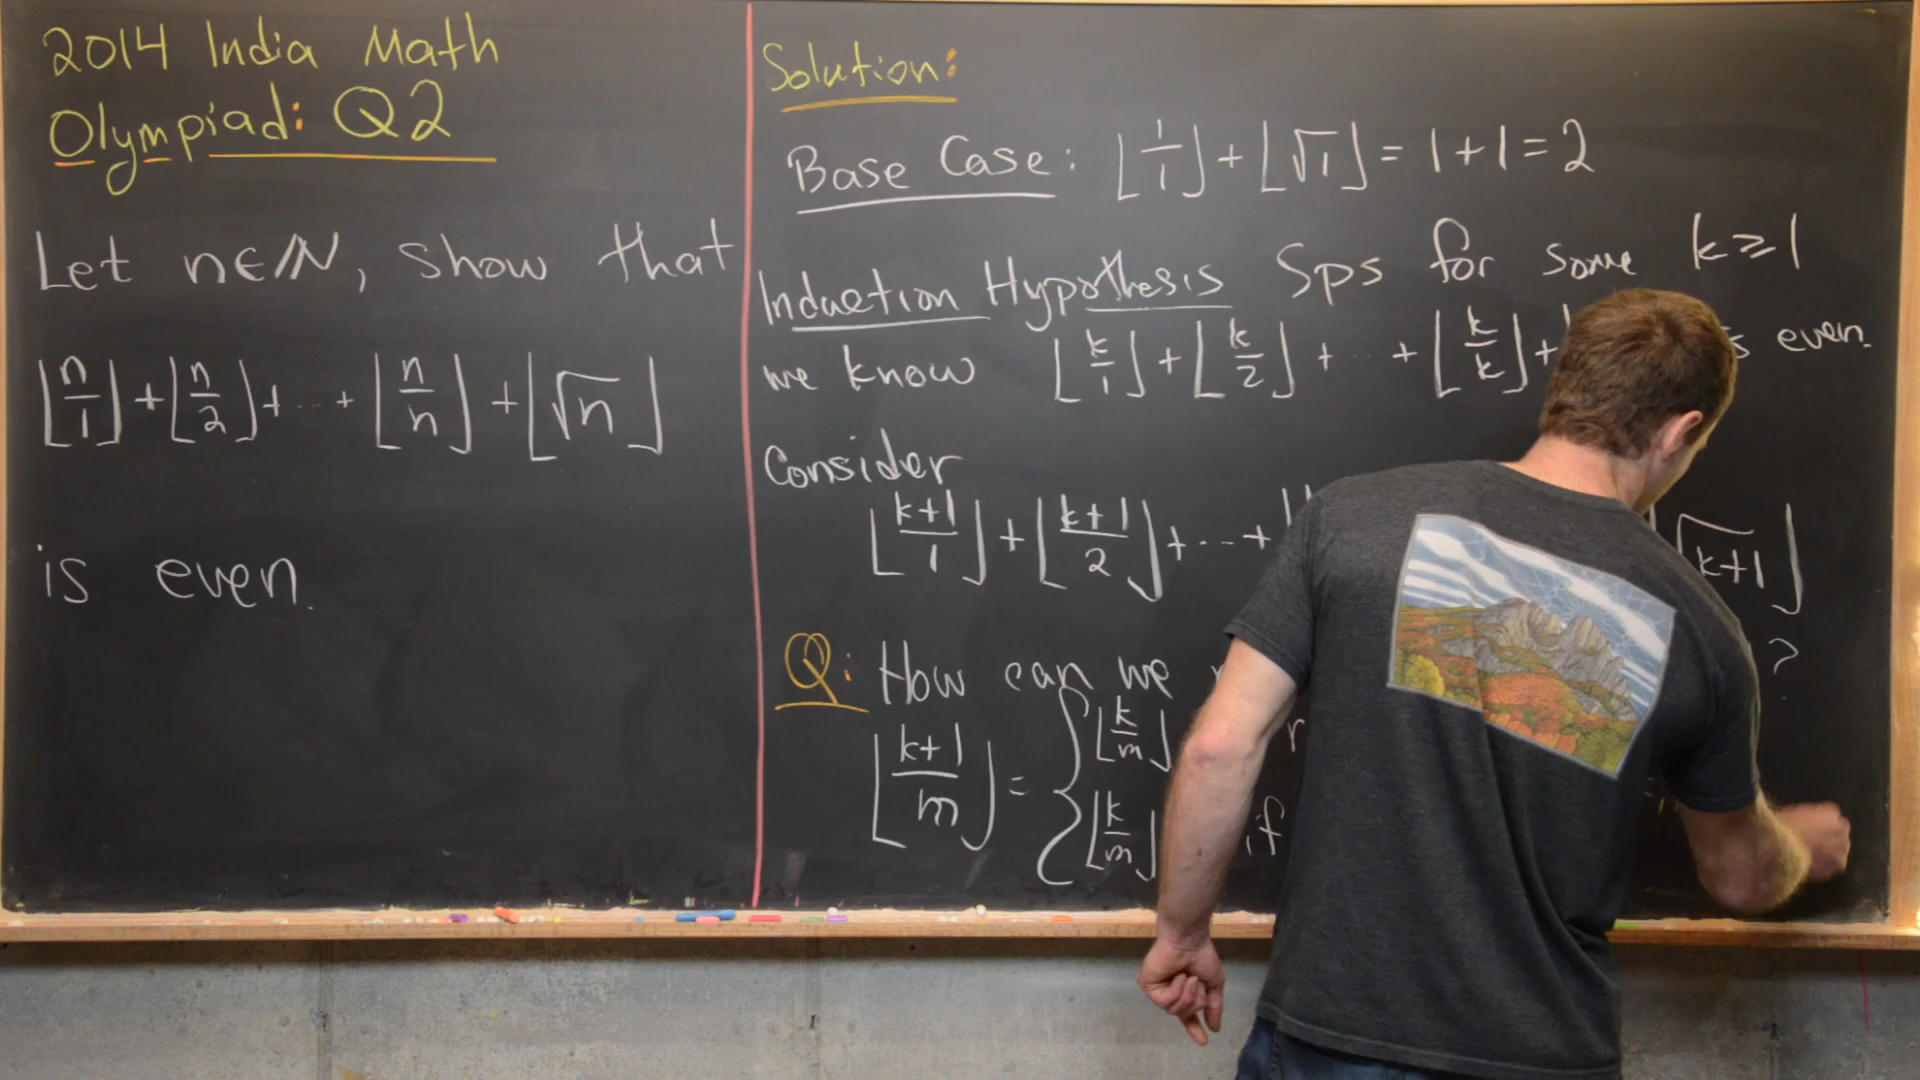 2014 India Math
Olympiad: Q2
Let n∈ℕ, show that
⌊n/1⌋+⌊n/2⌋+...+⌊n/n⌋+⌊√n⌋
is even.
Solution:
Base Case: ⌊1/1⌋+⌊√1⌋=1+1=2
Induction Hypothesis Sps for some k≥1
we know ⌊k/1⌋+⌊k/2⌋+...+⌊k/k⌋+ even.
Consider
⌊(k+1)/1⌋+⌊(k+1)/2⌋+...+ √(k+1)⌋
Q: How can we ?
⌊(k+1)/m⌋={⌊k/m⌋
⌊k/m⌋ if